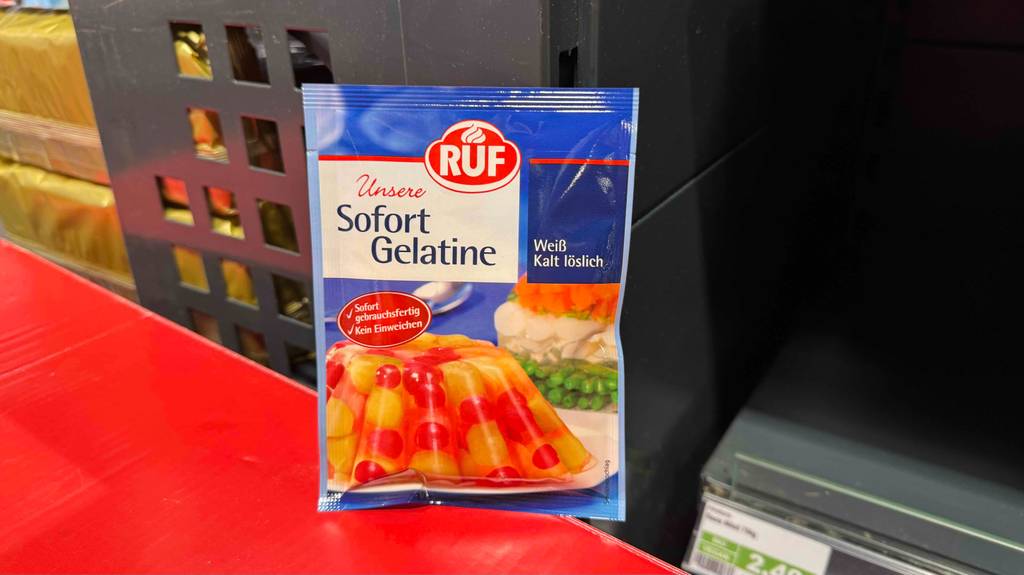 RUF
Unsere
Sofort
Gelatine
Weiß
Kalt löslich
Sofort
gebrauchsfertig
Kein Einweichen